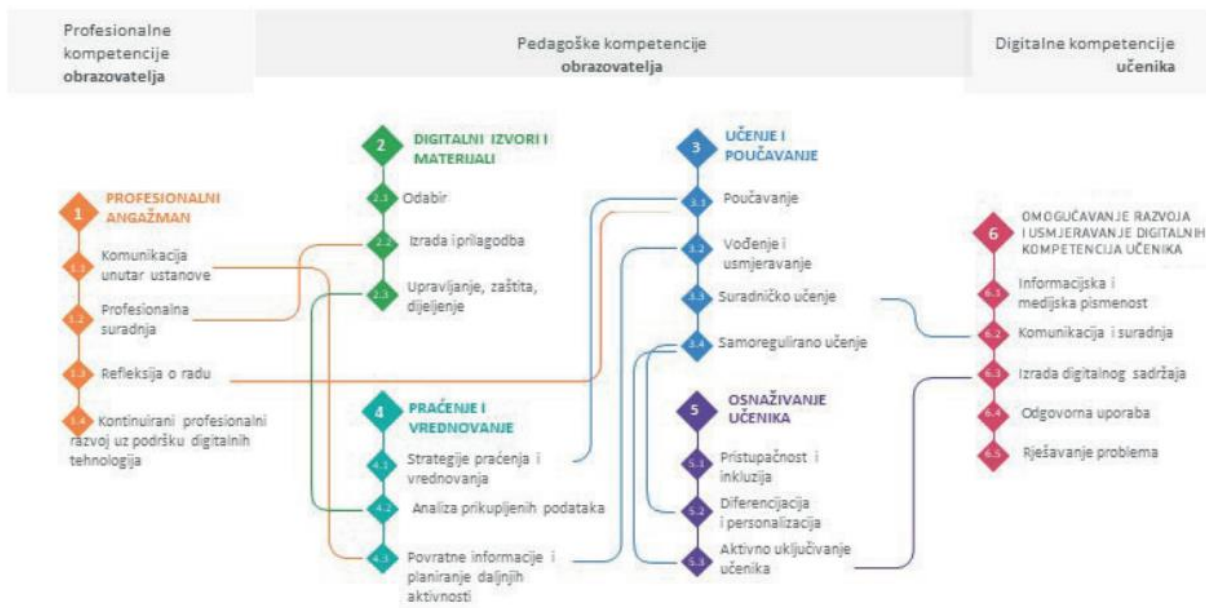 Profesionalne
kompetencije
obrazovatelja
Pedagoške kompetencije
obrazovatelja
Digitalne kompetencije
učenika
1
PROFESIONALNI
ANGAŽMAN
1.1
Komunikacija
unutar ustanove
1.2
Profesionalna
suradnja
1.3
Refleksija o radu
1.4
Kontinuirani profesionalni
razvoj uz podršku digitalnih
tehnologija
2
DIGITALNI IZVORI I
MATERIJALI
Odabir
2.2
Izrada i prilagodba
2.3
Upravljanje, zaštita,
dijeljenje
4
PRAĆENJE I
VREDNOVANJE
4.1
Strategije praćenja i
vrednovanja
4.2
Analiza prikupljenih podataka
4.3
Povratne informacije i
planiranje daljnjih
aktivnosti
3
UČENJE I
POUČAVANJE
3.1
Poučavanje
3.2
Vođenje i
usmjeravanje
3.3
Suradničko učenje
3.4
Samoregulirano učenje
5
OSNAŽIVANJE
UČENIKA
5.1
Pristupačnost i
inkluzija
5.2
Diferencijacija
i personalizacija
5.3
Aktivno uključivanje
učenika
6
OMOGUČAVANJE RAZVOJA
I USMJERAVANJE DIGITALNIH
KOMPETENCIJA UČENIKA
6.1
Informacijska i
medijska pismenost
6.2
Komunikacija i suradnja
6.3
Izrada digitalnog sadržaja
6.4
Odgovorna uporaba
6.5
Rješavanje problema